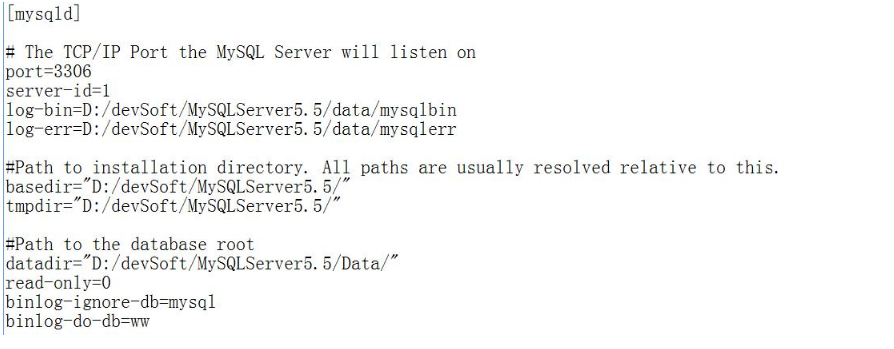 [mysqld]
# The TCP/IP Port the MySQL Server will listen on
port=3306
server-id=1
log-bin=D:/devSoft/MySQLServer5.5/data/mysqlbin
log-err=D:/devSoft/MySQLServer5.5/data/mysqlerr
#Path to installation directory. All paths are usually resolved relative to this.
basedir="D:/devSoft/MySQLServer5.5/"
tmpdir="D:/devSoft/MySQLServer5.5/"
#Path to the database root
datadir="D:/devSoft/MySQLServer5.5/Data/"
read-only=0
binlog-ignore-db=mysql
binlog-do-db=ww